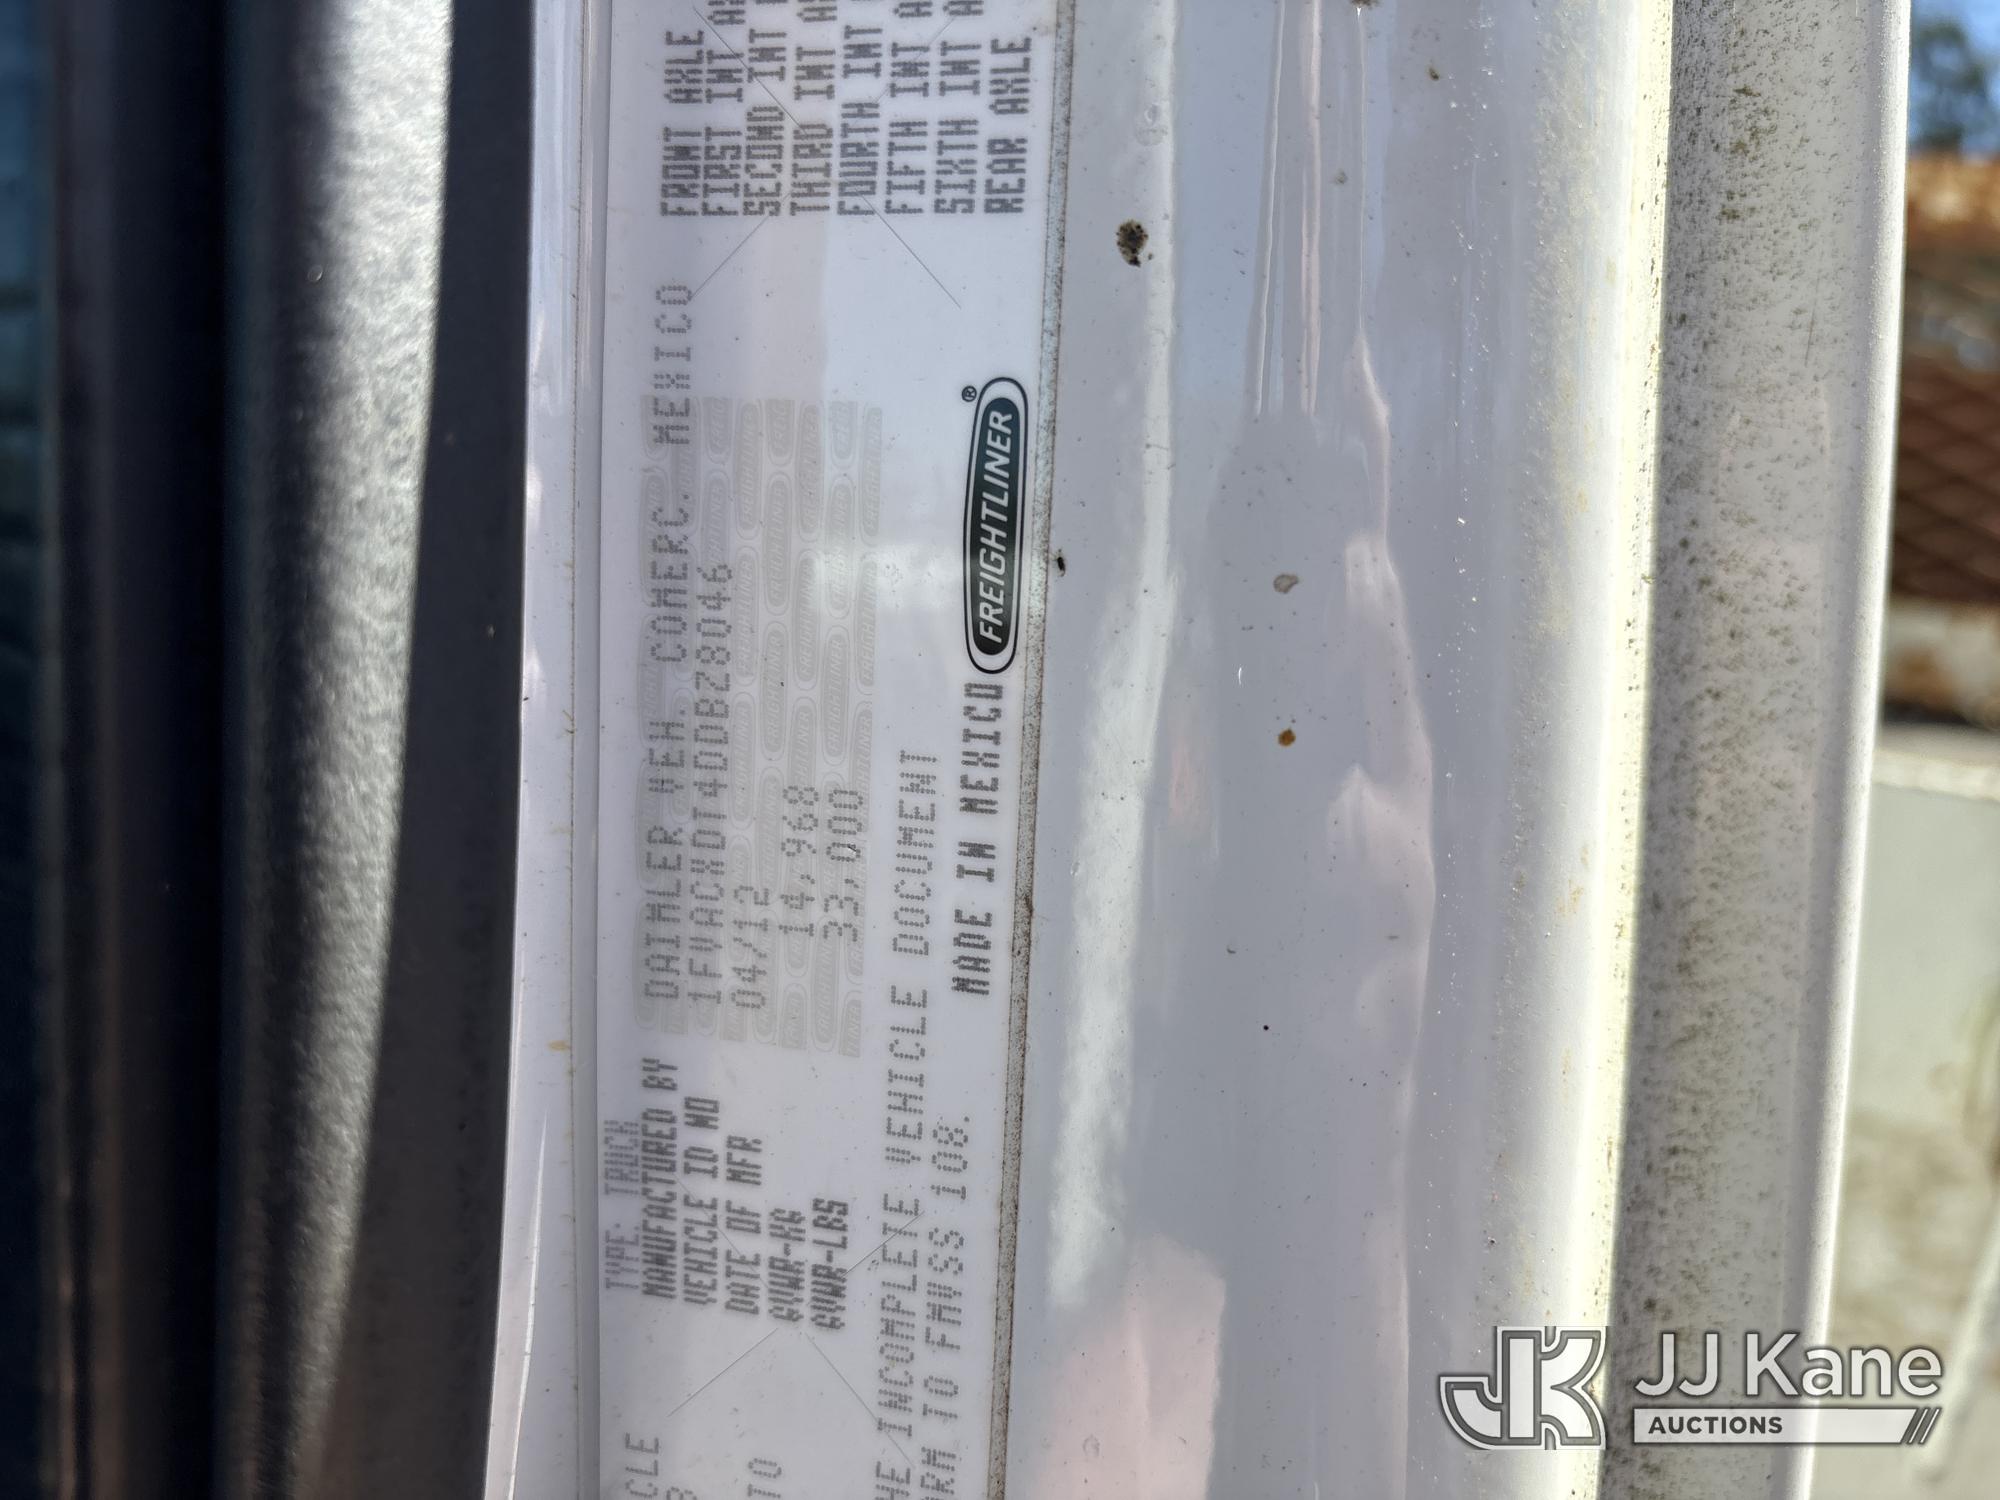 TYPE: TRUCK
MANUFACTURED BY DAIMLER VEH. COMERC. MEXICO
VEHICLE ID NO 1FVACXDT4DDBZ8046
DATE OF MFR 04/12
GVWR-KG 14,968
GVWR-LBS 33,000
HE INCOMPLETE VEHICLE DOCUMENT
ORM TO FMVSS 108.
MADE IN MEXICO
FREIGHTLINER®
FRONT AXLE
FIRST INT A
SECOND INT
THIRD INT A
FOURTH INT
FIFTH INT A
SIXTH INT A
REAR AXLE
JJ Kane
AUCTIONS